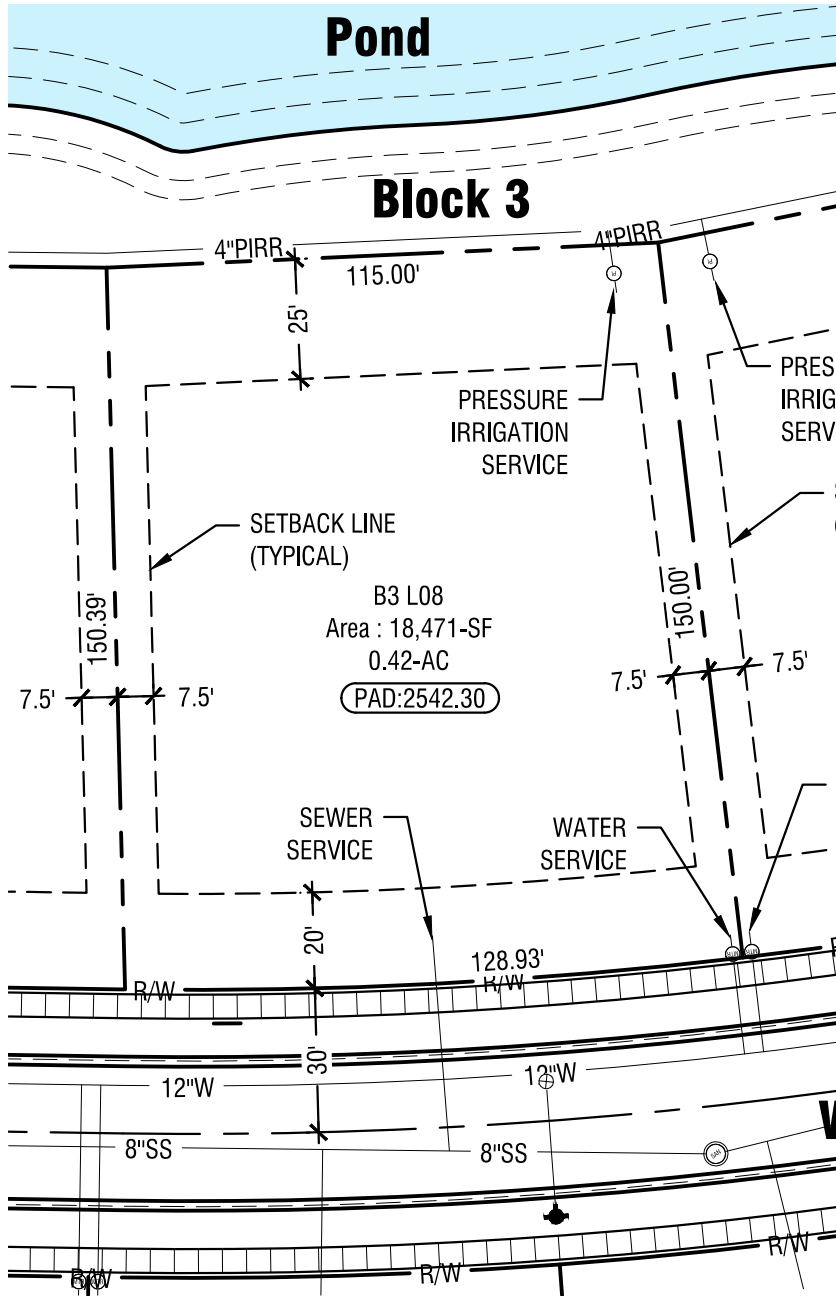 Pond
Block 3
4"PIRR
4"PIRR
115.00'
25'
PRESSURE
IRRIGATION
SERVICE
PRES
IRRIG
SERV
SETBACK LINE
(TYPICAL)
B3 L08
Area : 18,471-SF
0.42-AC
PAD:2542.30
150.39'
150.00'
7.5'
7.5'
7.5'
7.5'
SEWER
SERVICE
WATER
SERVICE
20'
128.93'
R/W
R/W
30'
12"W
12"W
8"SS
8"SS
SAN
R/W
R/W
R/W